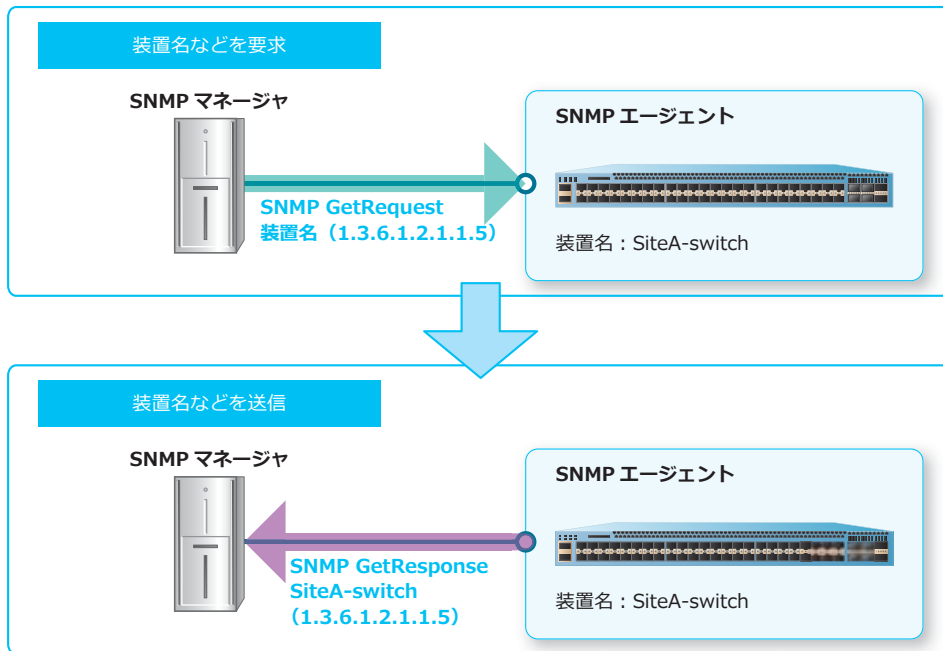 装置名などを要求
SNMP マネージャ
SNMP エージェント
SNMP GetRequest
装置名（1.3.6.1.2.1.1.5）
装置名：SiteA-switch
装置名などを送信
SNMP マネージャ
SNMP エージェント
SNMP GetResponse
SiteA-switch
（1.3.6.1.2.1.1.5）
装置名：SiteA-switch